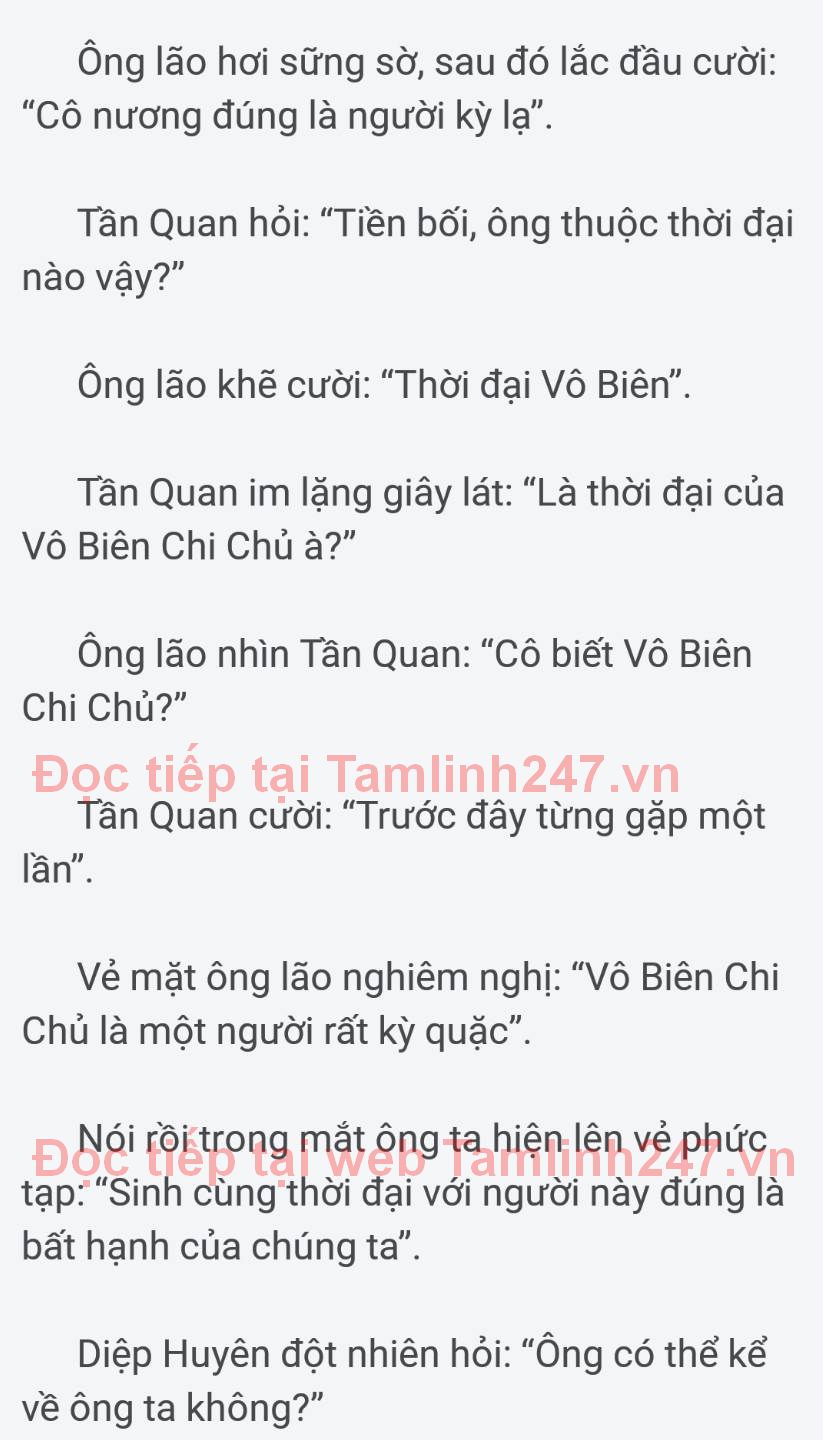 Ông lão hơi sững sờ, sau đó lắc đầu cười:
“Cô nương đúng là người kỳ lạ”.
Tần Quan hỏi: “Tiền bối, ông thuộc thời đại
nào vậy?”
Ông lão khẽ cười: “Thời đại Vô Biên”.
Tần Quan im lặng giây lát: “Là thời đại của
Vô Biên Chi Chủ à?”
Ông lão nhìn Tần Quan: “Cô biết Vô Biên
Chi Chủ?”
Đọc tiếp tại Tamlinh247.vn
Tần Quan cười: “Trước đây từng gặp một
lần”.
Vẻ mặt ông lão nghiêm nghị: “Vô Biên Chi
Chủ là một người rất kỳ quặc”.
Nói rồi trong mắt ông ta hiện lên vẻ phức
Đọc tiếp tại web Tamlinh247.vn
tạp: “Sinh cùng thời đại với người này đúng là
bất hạnh của chúng ta”.
Diệp Huyên đột nhiên hỏi: “Ông có thể kể
về ông ta không?”